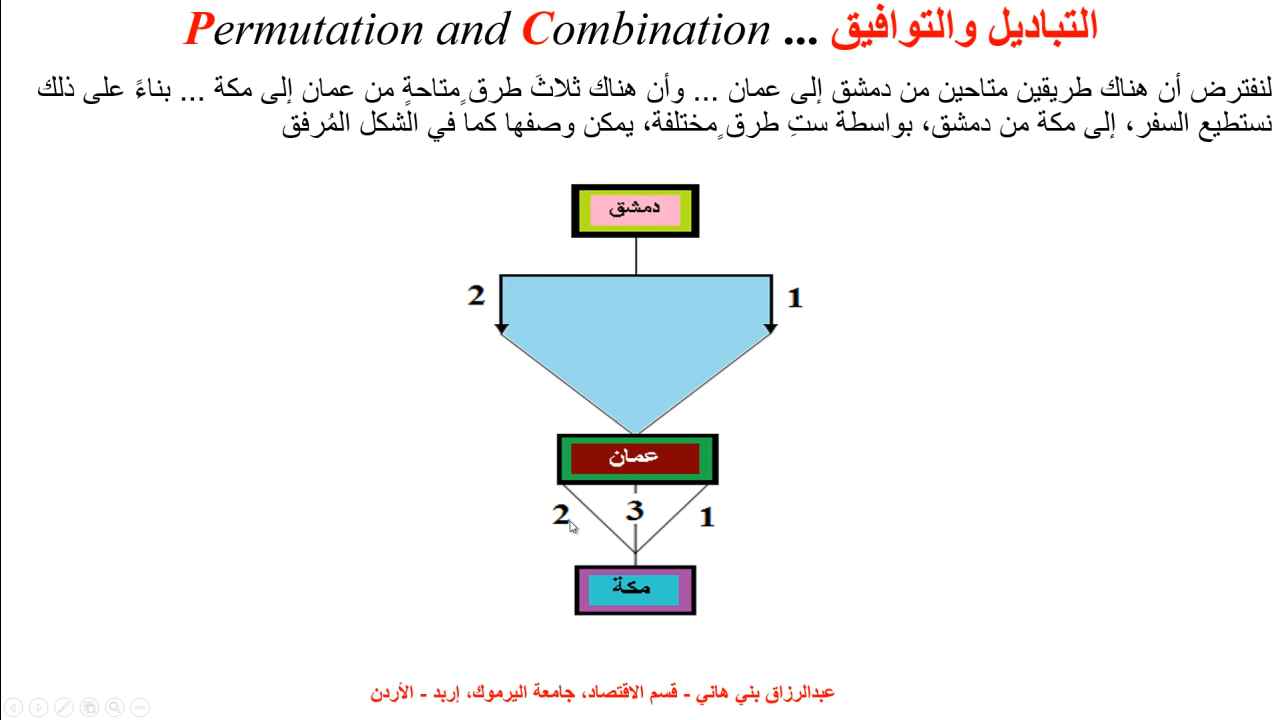 التباديل والتوافيق ... Permutation and Combination
لنفترض أن هناك طريقين متاحين من دمشق إلى عمان ... وأن هناك ثلاثَ طرقٍ متاحةٍ من عمان إلى مكة ... بناءً على ذلك
نستطيع السفر، إلى مكة من دمشق، بواسطة ستِ طرقٍ مختلفة، يمكن وصفها كما في الشكل المُرفق
دمشق
2 1
عمان
2 3 1
مكة
عبدالرزاق بني هاني - قسم الاقتصاد، جامعة اليرموك، إربد - الأردن